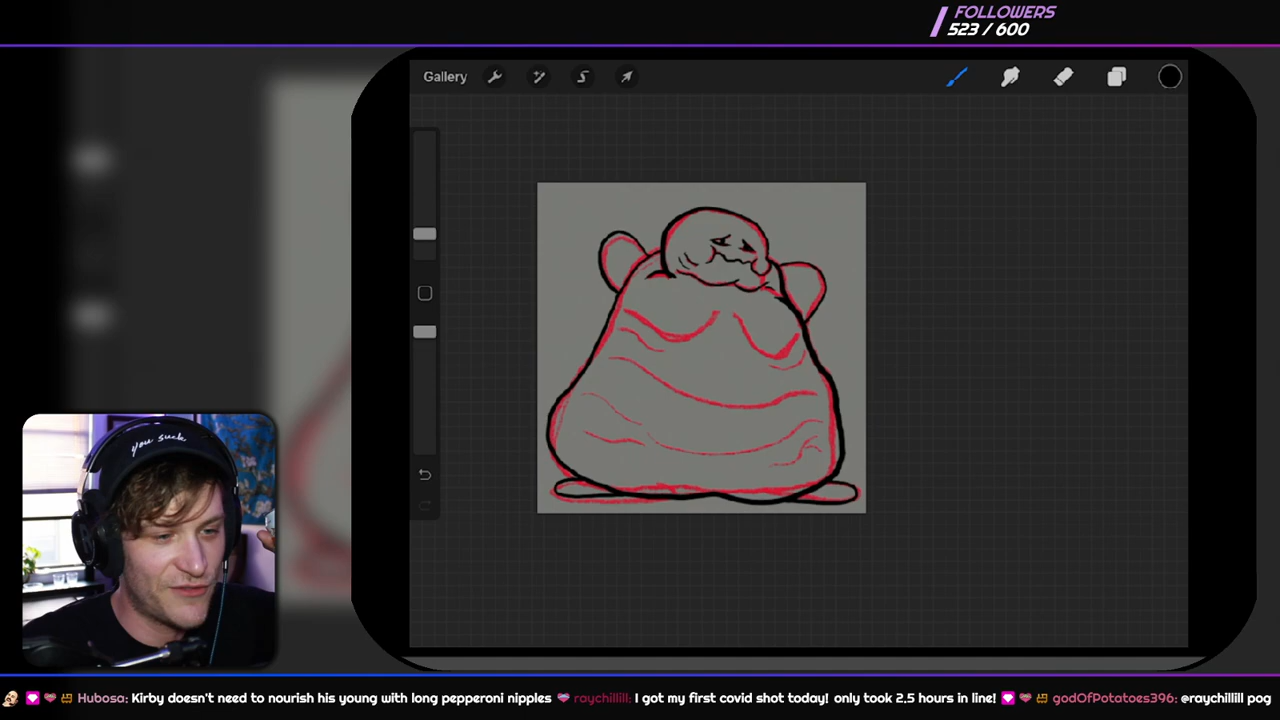 FOLLOWERS
523 / 600
Gallery
you suck
Hubosa: Kirby doesn't need to nourish his young with long pepperoni nipples raychillill: I got my first covid shot today! only took 2.5 hours in line! godOfPotatoes396: @raychillill pog